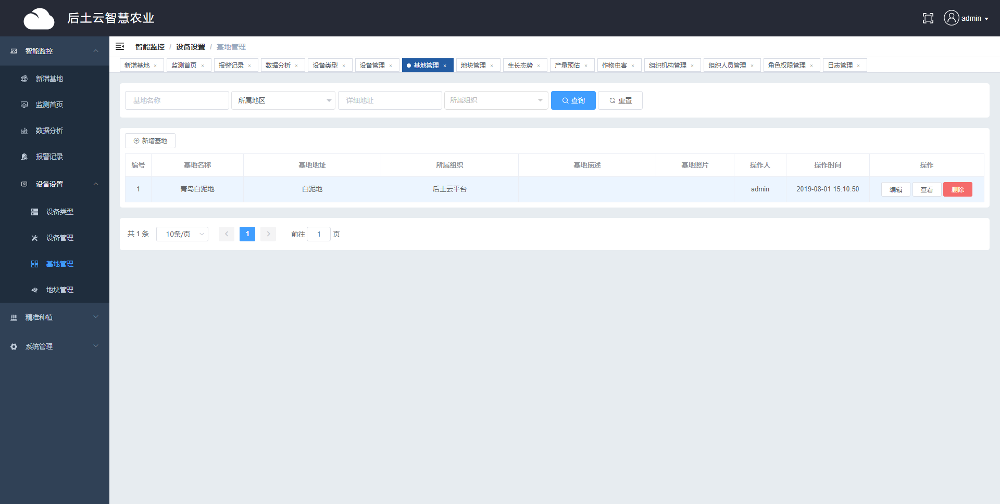 后土云智慧农业
admin
智能监控
新增基地
监测首页
数据分析
报警记录
设备设置
设备类型
设备管理
基地管理
地块管理
精准种植
系统管理
智能监控 / 设备设置 / 基地管理
新增基地 × 监测首页 × 报警记录 × 数据分析 × 设备类型 × 设备管理 × 基地管理 × 地块管理 × 生长态势 × 产量预估 × 作物虫害 × 组织机构管理 × 组织人员管理 × 角色权限管理 × 日志管理 ×
基地名称 所属地区 详细地址 所属组织 查询 重置
新增基地
编号 基地名称 基地地址 所属组织 基地描述 基地照片 操作人 操作时间 操作
1 青岛白泥地 白泥地 后土云平台 admin 2019-08-01 15:10:50 编辑 查看 删除
共 1 条 10条/页 1 前往 1 页